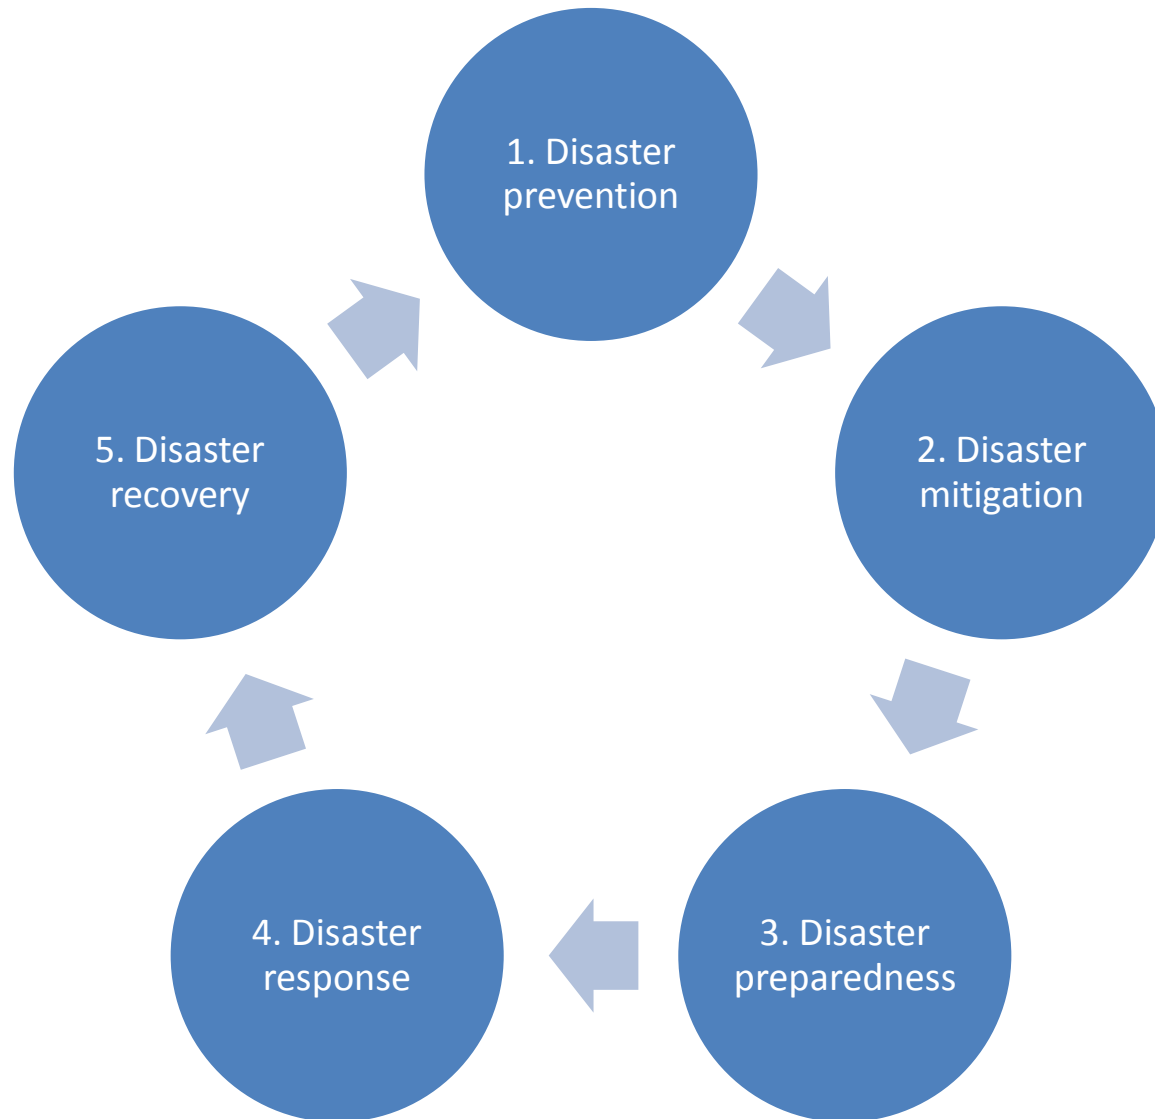 1. Disaster
prevention
2. Disaster
mitigation
3. Disaster
preparedness
4. Disaster
response
5. Disaster
recovery